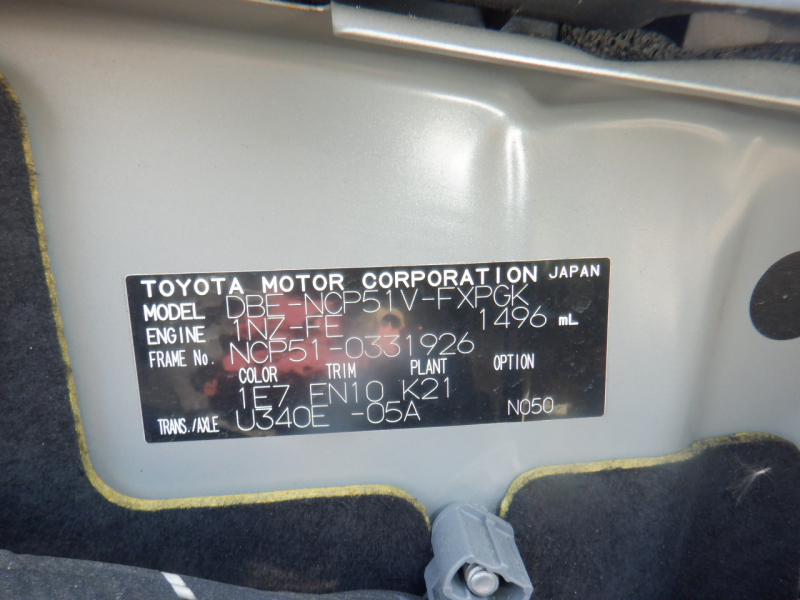 TOYOTA MOTOR CORPORATION JAPAN
MODEL DBE-NCP51V-FXPGK
ENGINE 1NZ-FE 1496 mL
FRAME No. NCP51-0331926
COLOR TRIM PLANT OPTION
1E7 EN10 K21
TRANS./AXLE U340E -05A N050